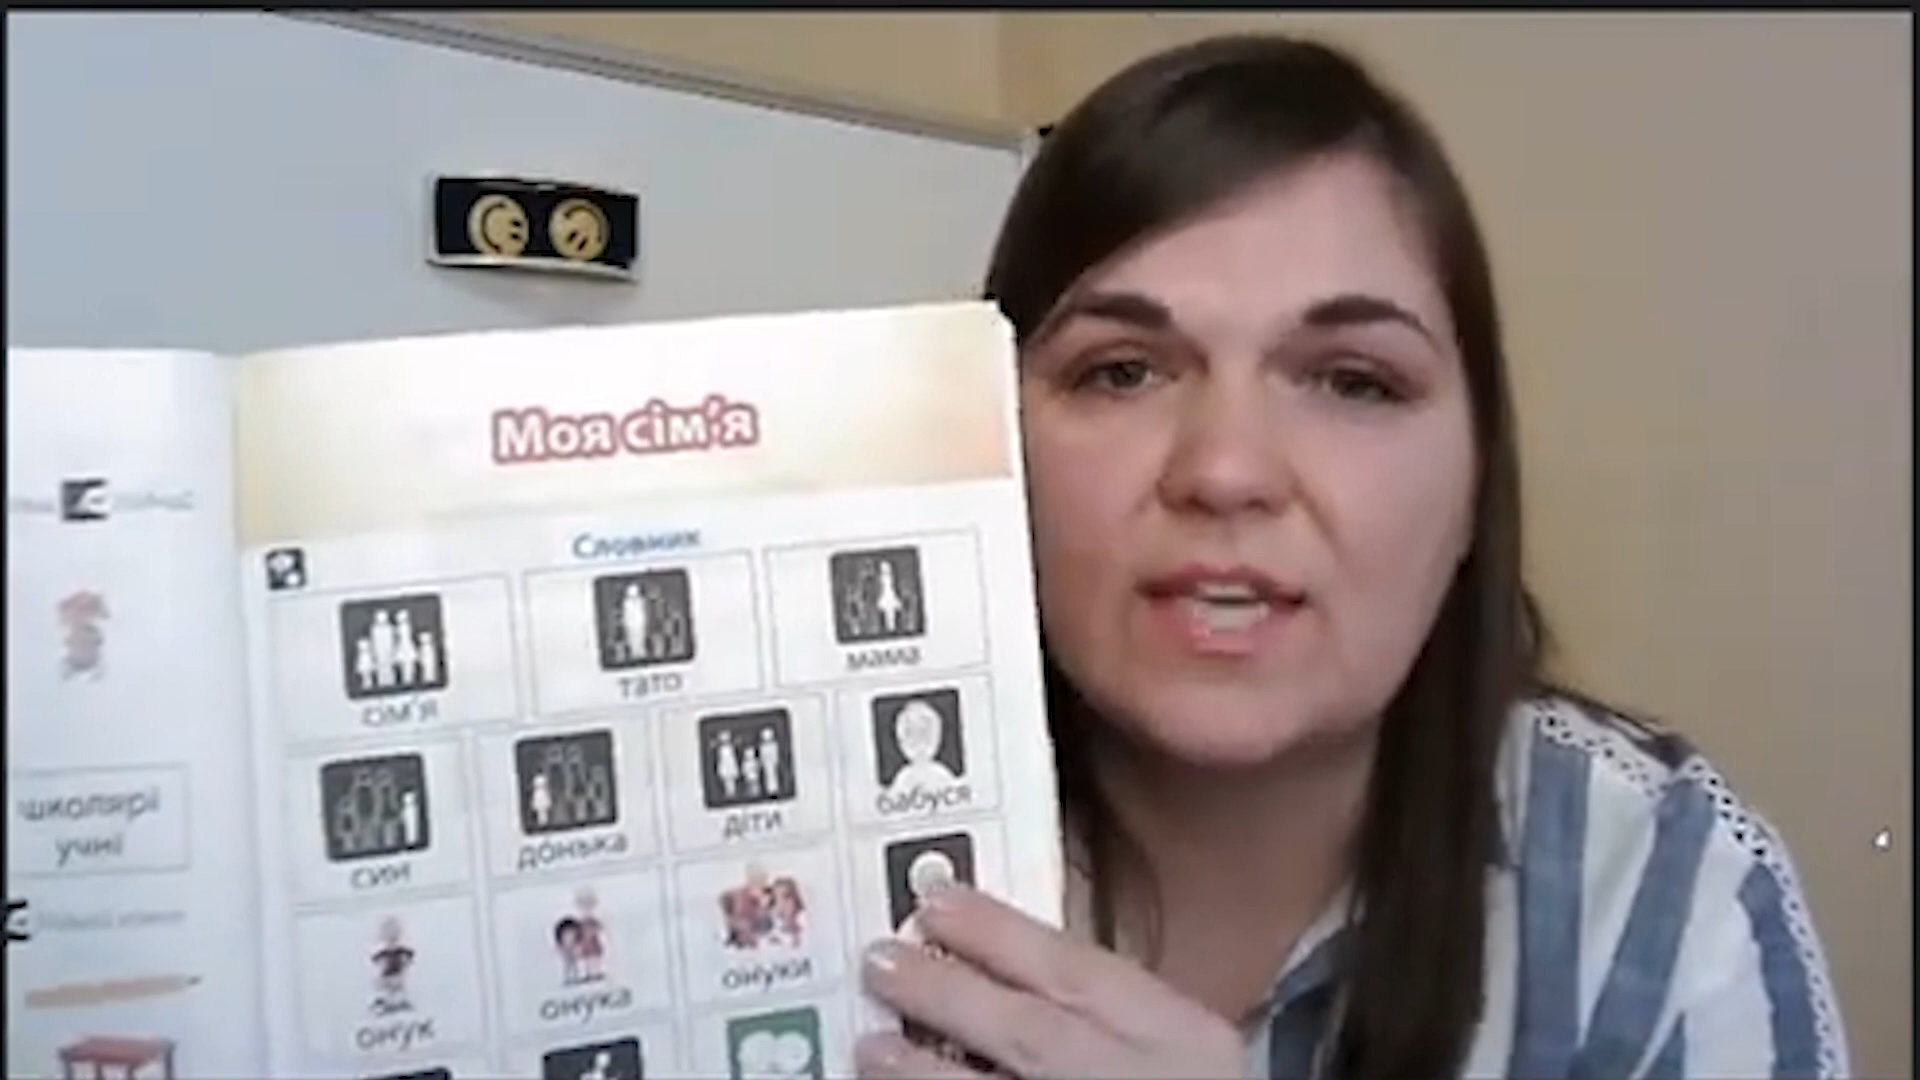 Моя сім'я
Словник
сім'я
тато
мама
син
донька
діти
бабуся
онук
онука
онуки
школярі
учні